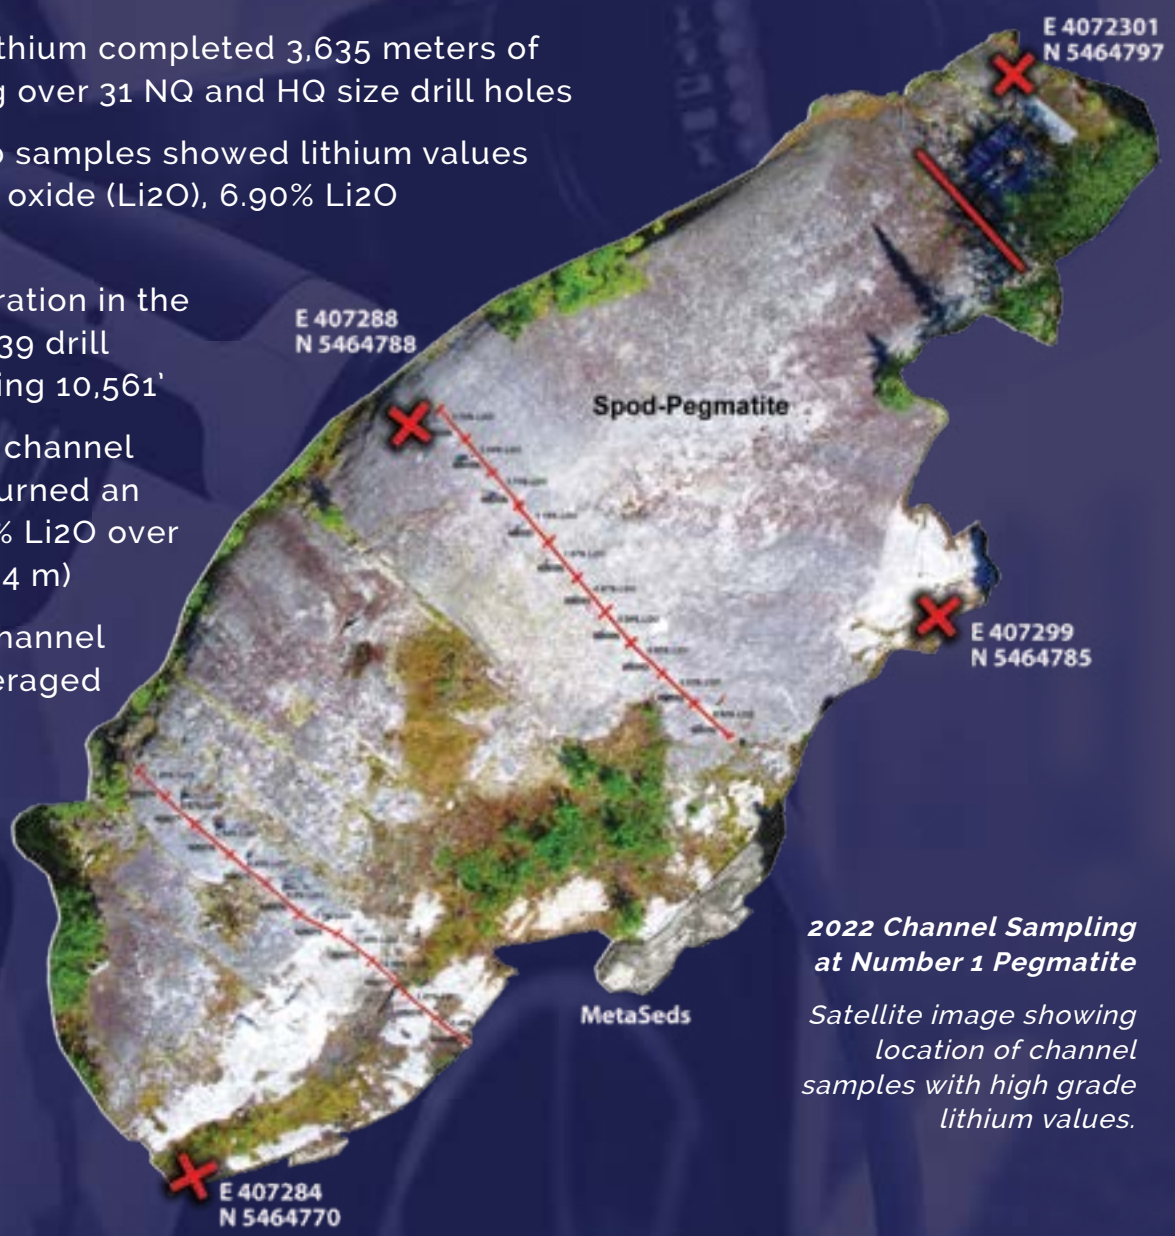 thium completed 3,635 meters of
g over 31 NQ and HQ size drill holes
o samples showed lithium values
oxide (Li2O), 6.90% Li2O
ration in the
39 drill
ing 10,561'
channel
urned an
% Li2O over
4 m)
hannel
eraged
E 4072301
N 5464797
E 407288
N 5464788
Spod-Pegmatite
E 407299
N 5464785
MetaSeds
E 407284
N 5464770
2022 Channel Sampling
at Number 1 Pegmatite
Satellite image showing
location of channel
samples with high grade
lithium values.